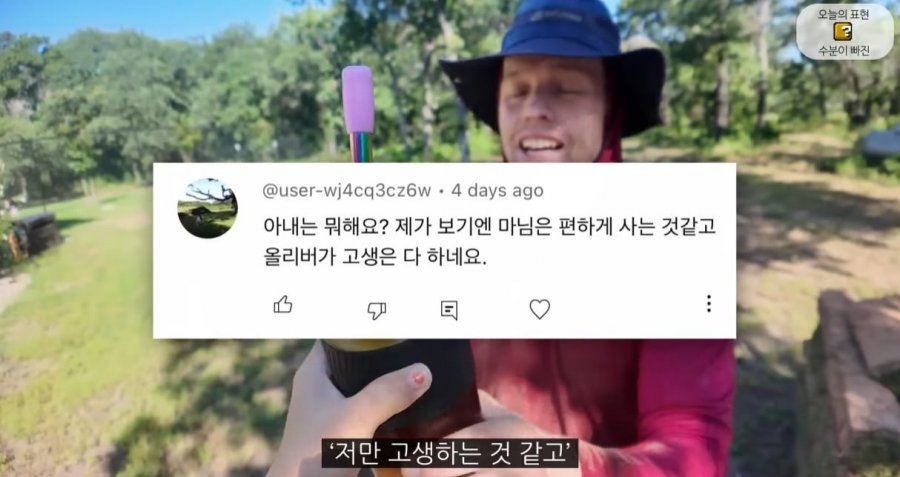 오늘의 표현
?
수분이 빠진
@user-wj4cq3cz6w • 4 days ago
아내는 뭐해요? 제가 보기엔 마님은 편하게 사는 것같고
올리버가 고생은 다 하네요.
‘저만 고생하는 것 같고’